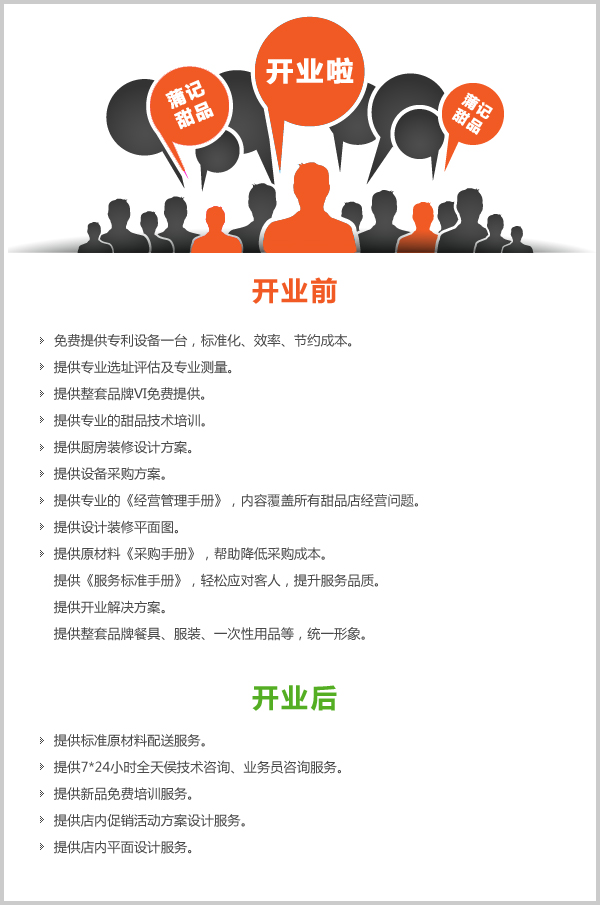 开业啦
蒲记
甜品
蒲记
甜品
开业前
免费提供专利设备一台，标准化、效率、节约成本。
提供专业选址评估及专业测量。
提供整套品牌VI免费提供。
提供专业的甜品技术培训。
提供厨房装修设计方案。
提供设备采购方案。
提供专业的《经营管理手册》，内容覆盖所有甜品店经营问题。
提供设计装修平面图。
提供原材料《采购手册》，帮助降低采购成本。
提供《服务标准手册》，轻松应对客人，提升服务品质。
提供开业解决方案。
提供整套品牌餐具、服装、一次性用品等，统一形象。
开业后
提供标准原材料配送服务。
提供7*24小时全天侯技术咨询、业务员咨询服务。
提供新品免费培训服务。
提供店内促销活动方案设计服务。
提供店内平面设计服务。